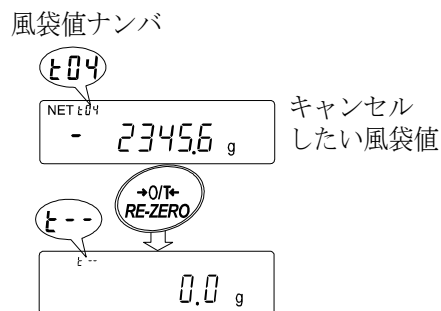 風袋値ナンバ
t04
NET t04
- 2345.6 g
キャンセル
したい風袋値
→0/T←
RE-ZERO
t--
t--
0.0 g